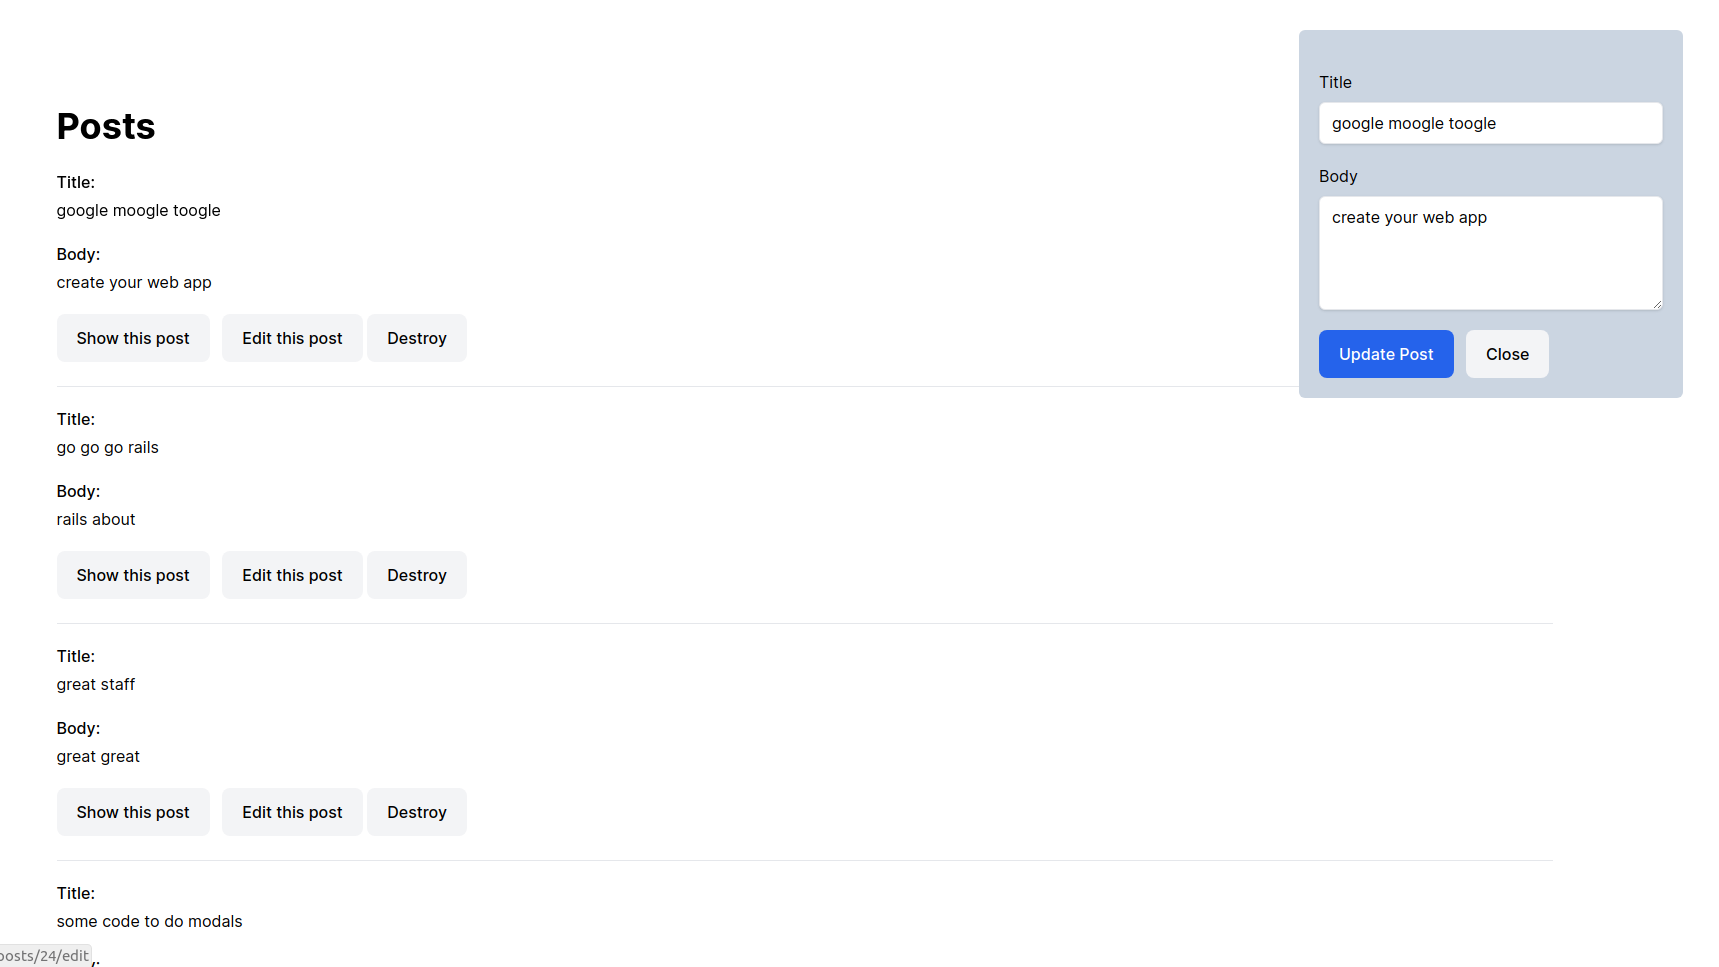 Posts
Title:
google moogle toogle
Body:
create your web app
Show this post Edit this post Destroy
Title:
go go go rails
Body:
rails about
Show this post Edit this post Destroy
Title:
great staff
Body:
great great
Show this post Edit this post Destroy
Title:
some code to do modals
posts/24/edit
Title
google moogle toogle
Body
create your web app
Update Post Close